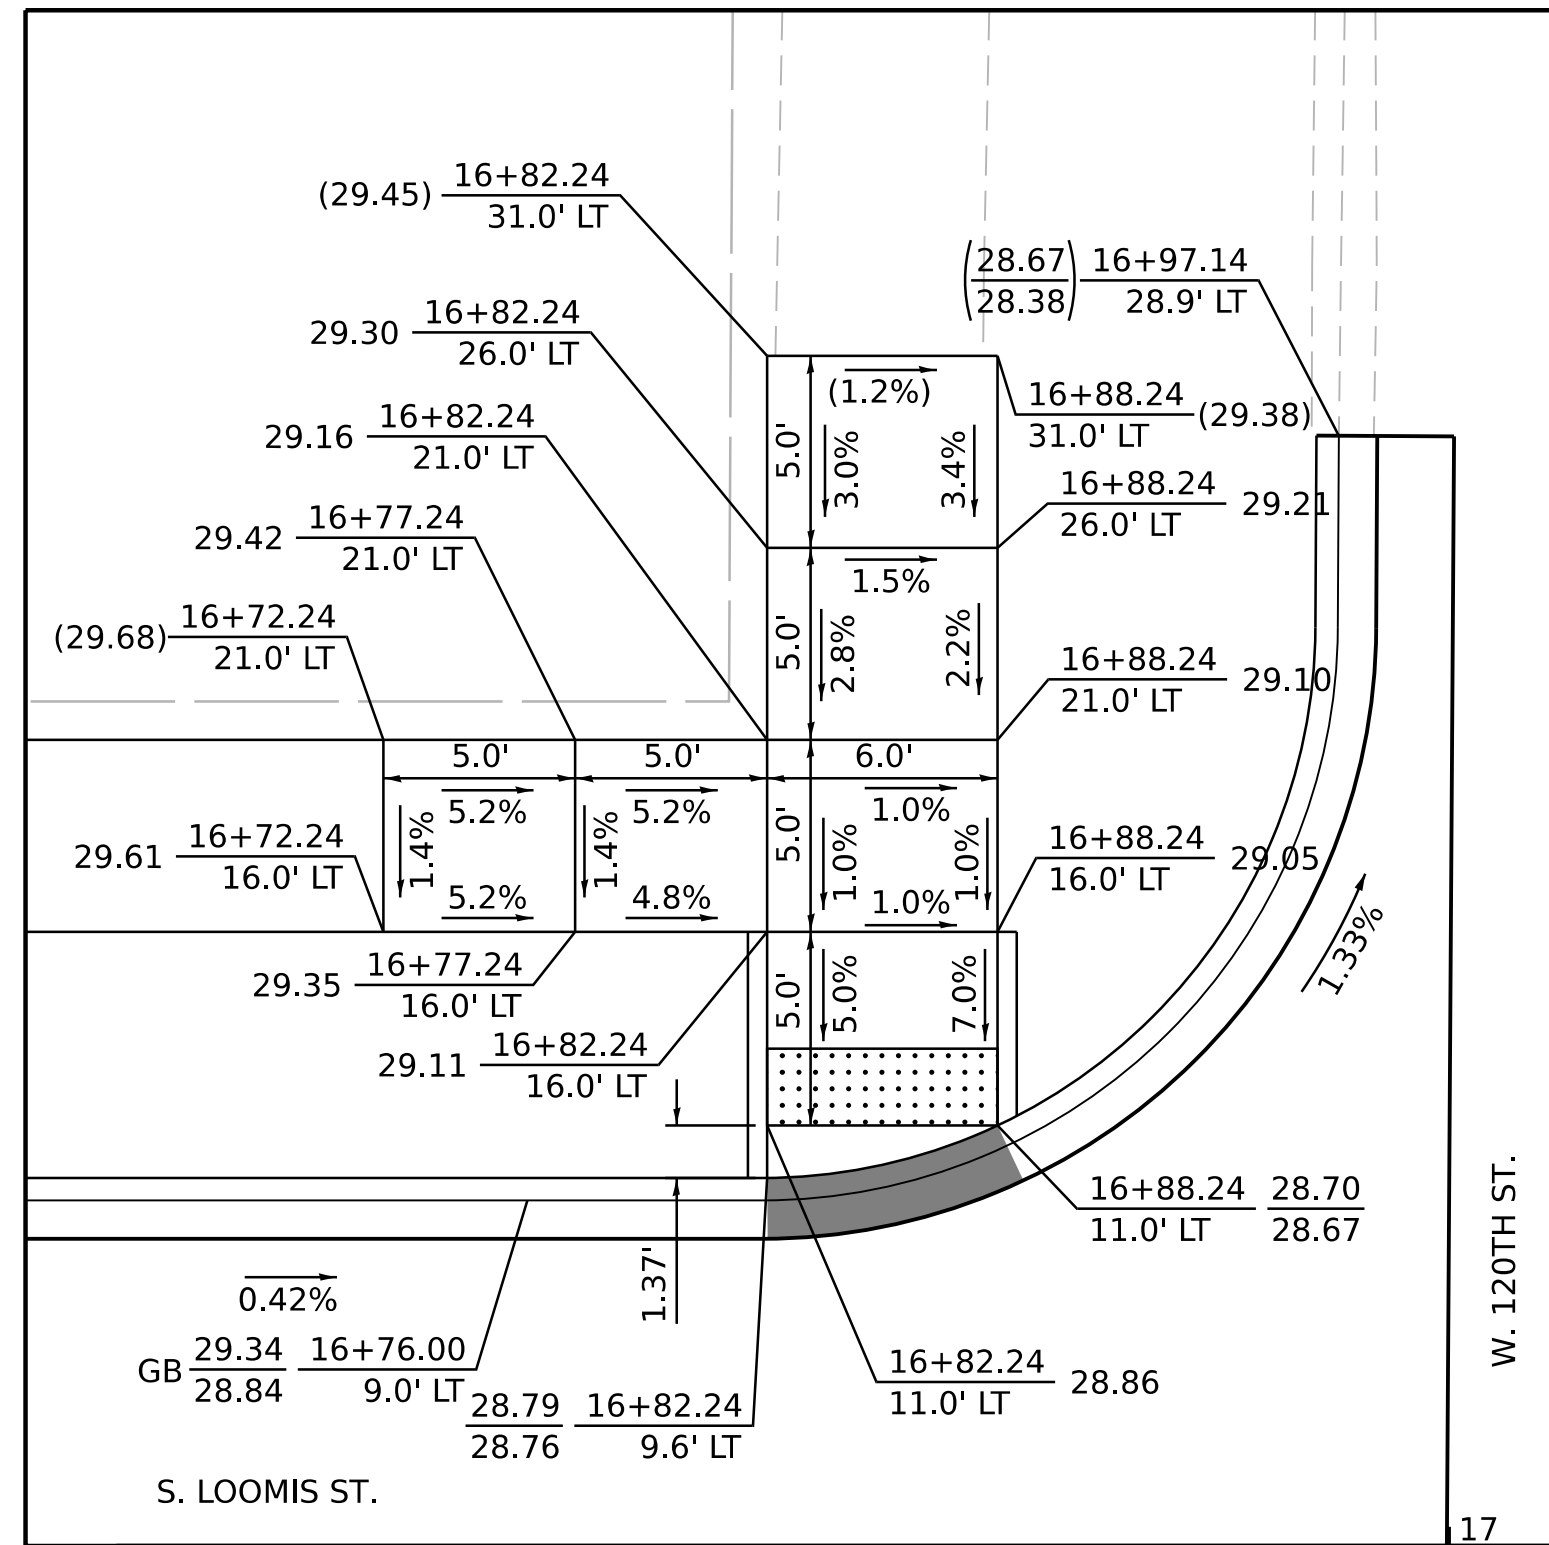 (29.45) 16+82.24
31.0' LT
(28.67 16+97.14
28.38) 28.9' LT
29.30 16+82.24
26.0' LT
(1.2%)
16+88.24 (29.38)
31.0' LT
29.16 16+82.24
21.0' LT
5.0'
3.0%
3.4%
16+88.24 29.21
26.0' LT
29.42 16+77.24
21.0' LT
1.5%
(29.68) 16+72.24
21.0' LT
5.0'
2.8%
2.2%
16+88.24 29.10
21.0' LT
5.0' 5.0' 6.0'
5.2% 5.2% 1.0%
29.61 16+72.24
16.0' LT
1.4%
1.4%
5.0'
1.0%
1.0%
16+88.24 29.05
16.0' LT
5.2% 4.8% 1.0%
1.33%
29.35 16+77.24
16.0' LT
5.0'
5.0%
7.0%
29.11 16+82.24
16.0' LT
16+88.24 28.70
11.0' LT 28.67
1.37'
0.42%
GB 29.34 16+76.00
28.84 9.0' LT
16+82.24 28.86
11.0' LT
28.79 16+82.24
28.76 9.6' LT
W. 120TH ST.
S. LOOMIS ST.
17